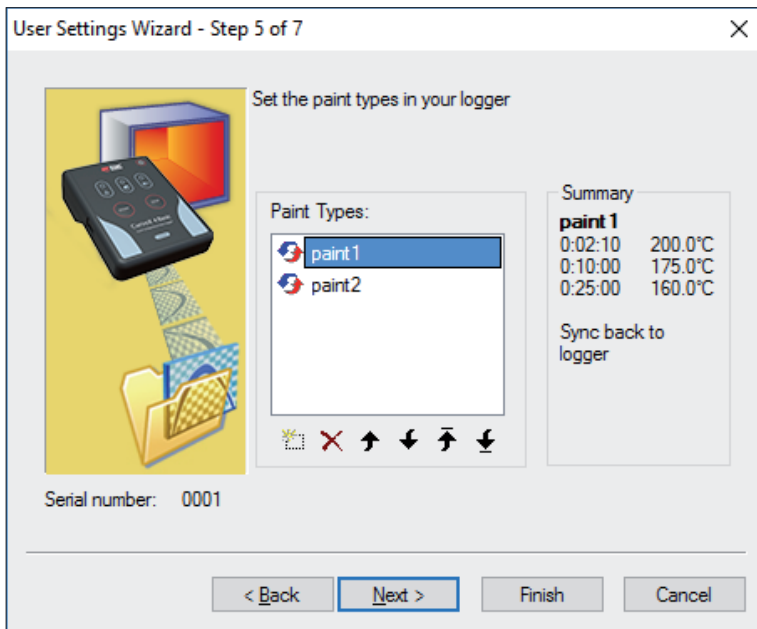 User Settings Wizard - Step 5 of 7
Set the paint types in your logger
Paint Types:
paint1
paint2
Summary
paint 1
0:02:10 200.0°C
0:10:00 175.0°C
0:25:00 160.0°C
Sync back to
logger
Serial number: 0001
< Back
Next >
Finish
Cancel